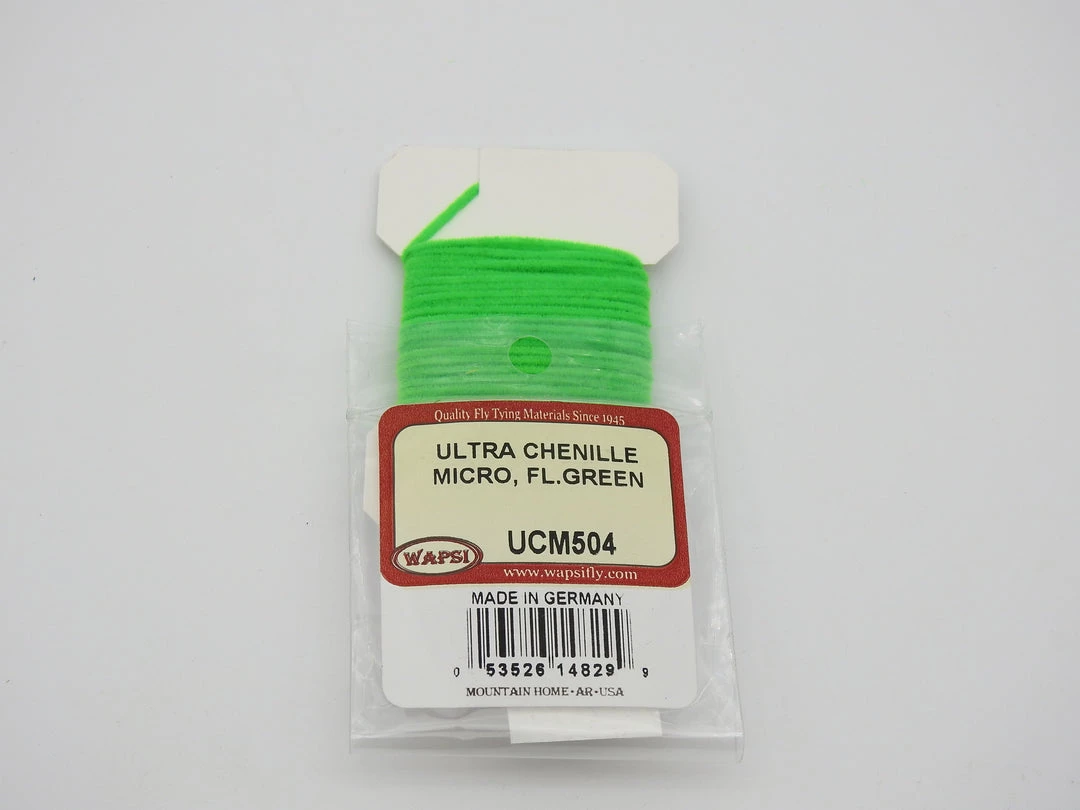 Quality Fly Tying Materials Since 1945
ULTRA CHENILLE
MICRO, FL.GREEN
UCM504
WAPSI
www.wapsifly.com
MADE IN GERMANY
0 53526 14829 9
MOUNTAIN HOME•AR•USA